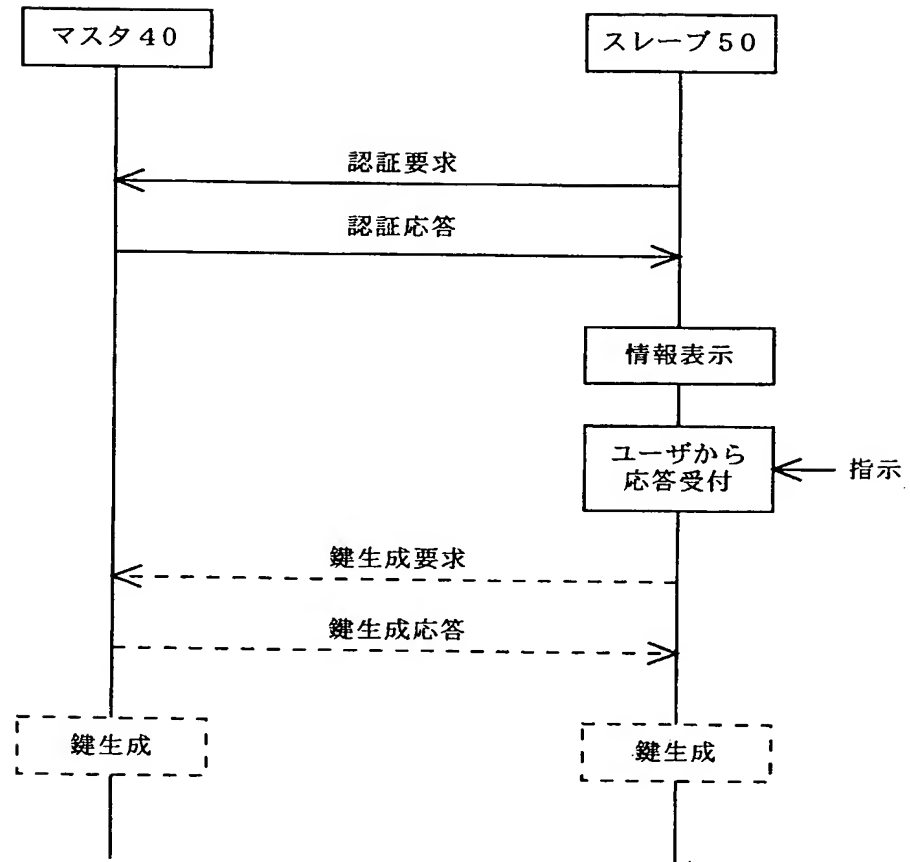 マスタ40
スレーブ50
認証要求
認証応答
情報表示
ユーザから
応答受付
指示
鍵生成要求
鍵生成応答
鍵生成
鍵生成